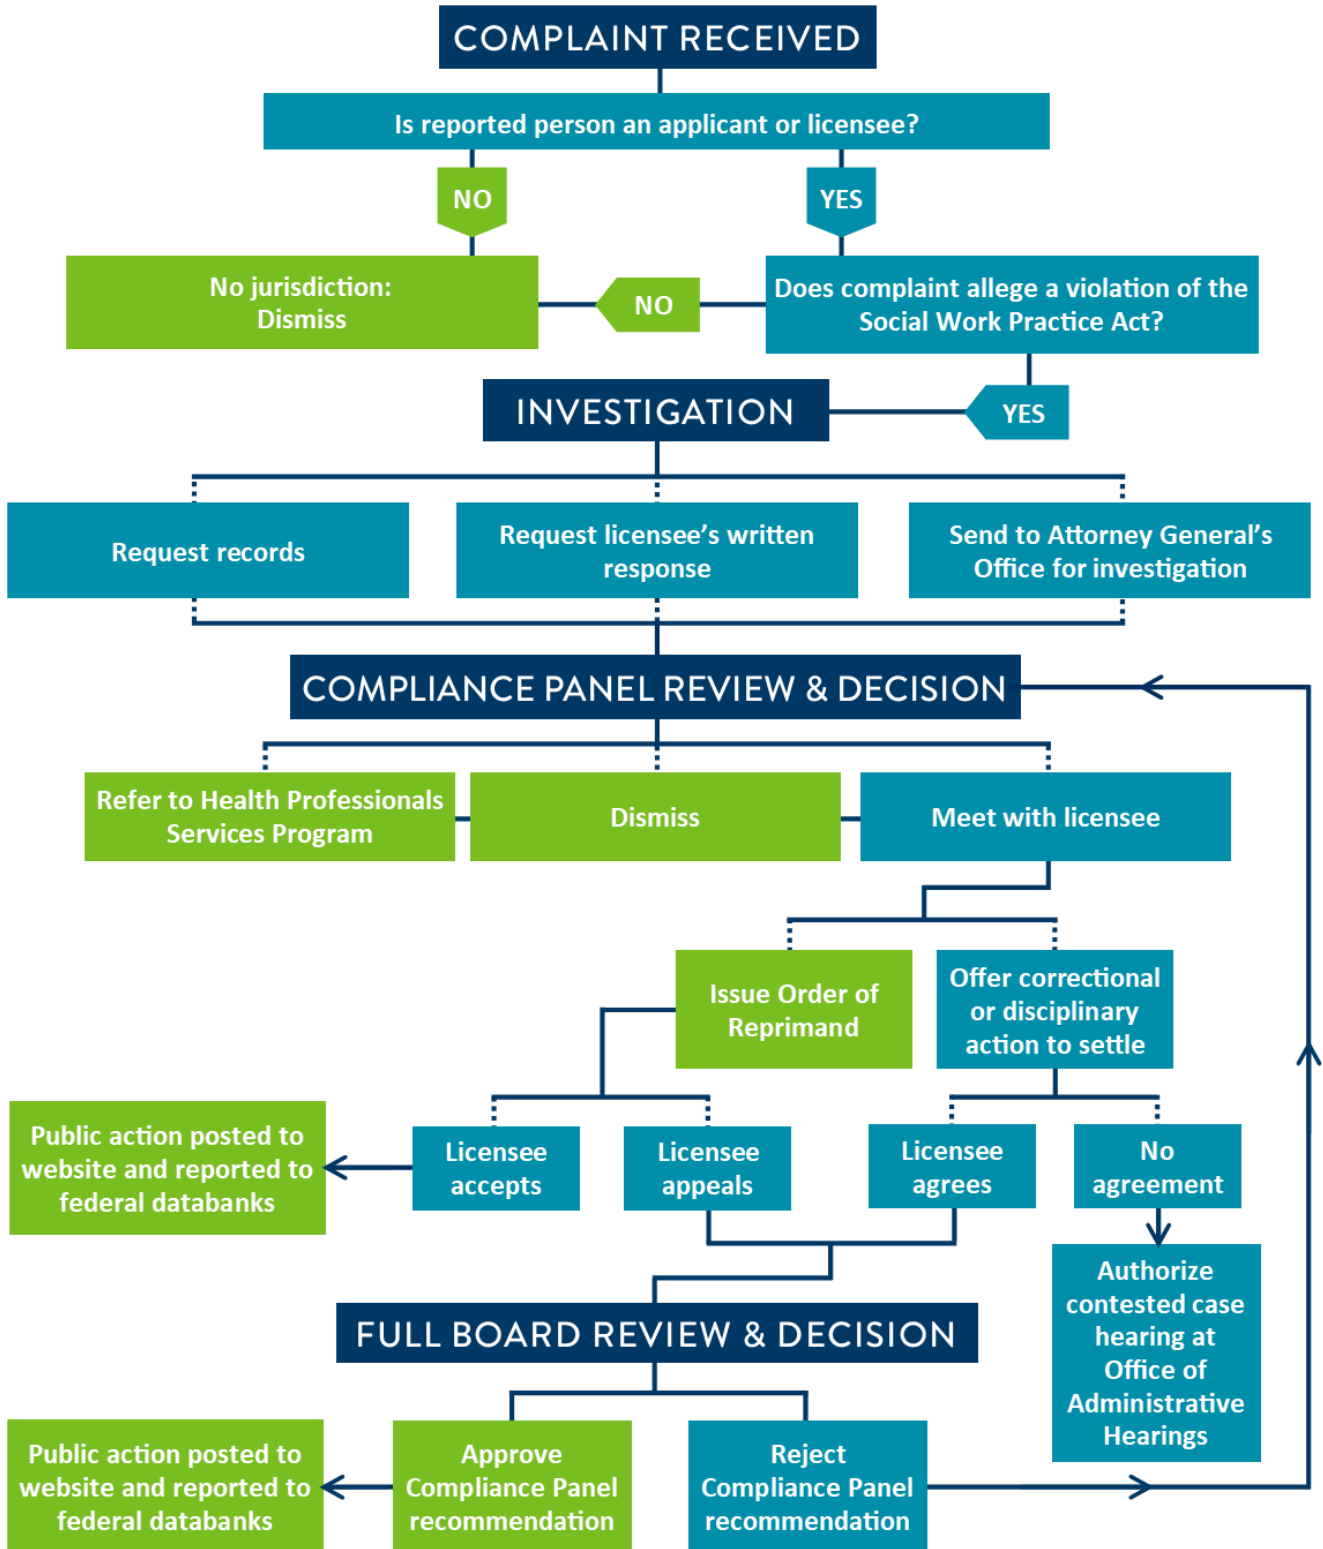 COMPLAINT RECEIVED
Is reported person an applicant or licensee?
NO
YES
No jurisdiction:
Dismiss
NO
Does complaint allege a violation of the
Social Work Practice Act?
YES
INVESTIGATION
Request records
Request licensee's written
response
Send to Attorney General's
Office for investigation
COMPLIANCE PANEL REVIEW & DECISION
Refer to Health Professionals
Services Program
Dismiss
Meet with licensee
Issue Order of
Reprimand
Offer correctional
or disciplinary
action to settle
Public action posted to
website and reported to
federal databanks
Licensee
accepts
Licensee
appeals
Licensee
agrees
No
agreement
Authorize
contested case
hearing at
Office of
Administrative
Hearings
FULL BOARD REVIEW & DECISION
Public action posted to
website and reported to
federal databanks
Approve
Compliance Panel
recommendation
Reject
Compliance Panel
recommendation